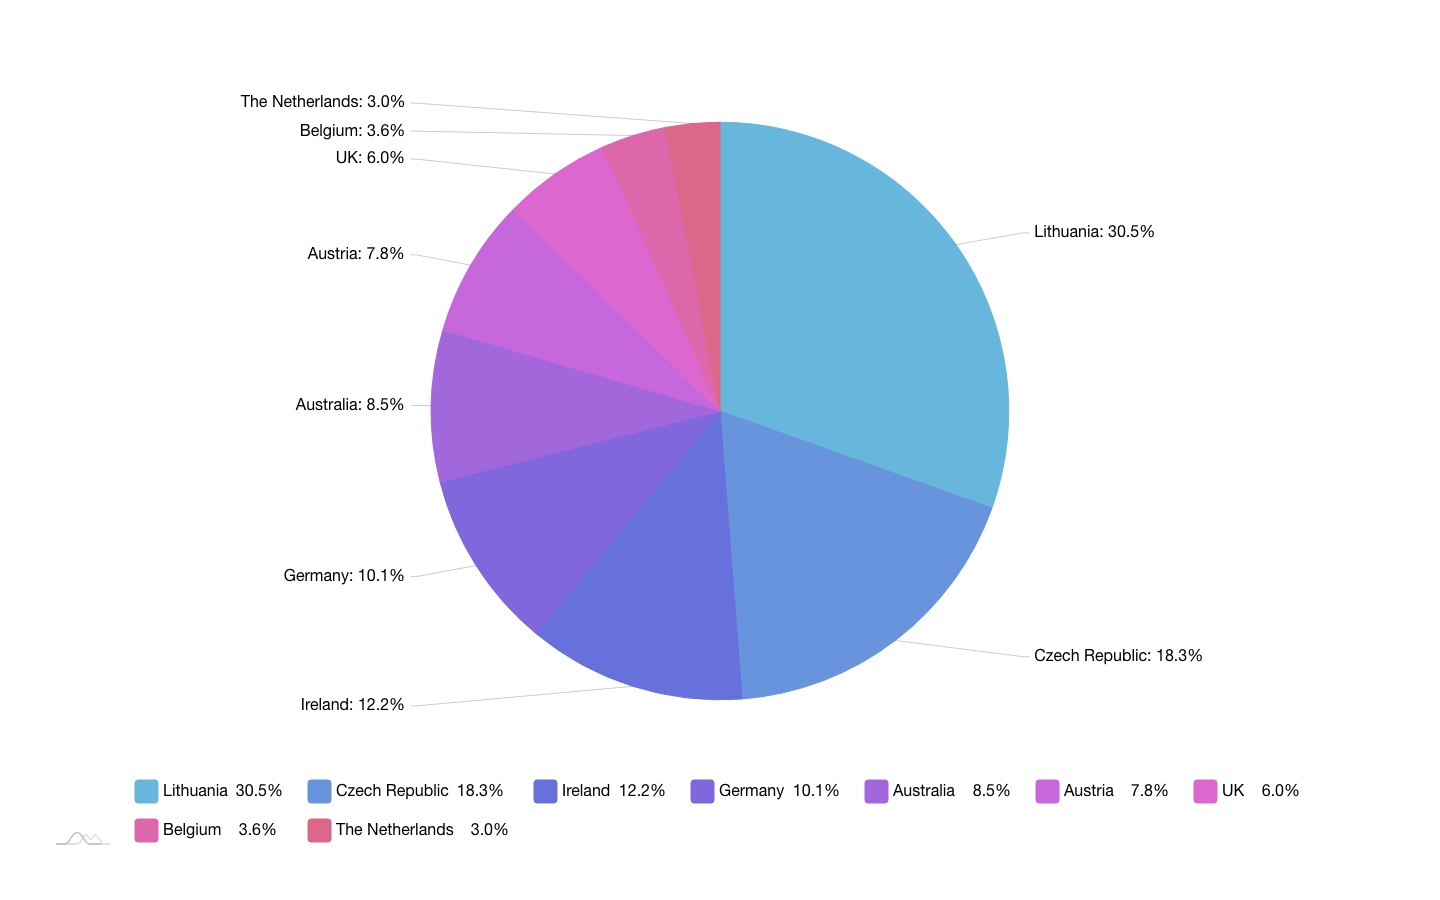 The Netherlands: 3.0%
Belgium: 3.6%
UK: 6.0%
Lithuania: 30.5%
Austria: 7.8%
Australia: 8.5%
Germany: 10.1%
Czech Republic: 18.3%
Ireland: 12.2%
Lithuania 30.5% Czech Republic 18.3% Ireland 12.2% Germany 10.1% Australia 8.5% Austria 7.8% UK 6.0%
Belgium 3.6% The Netherlands 3.0%